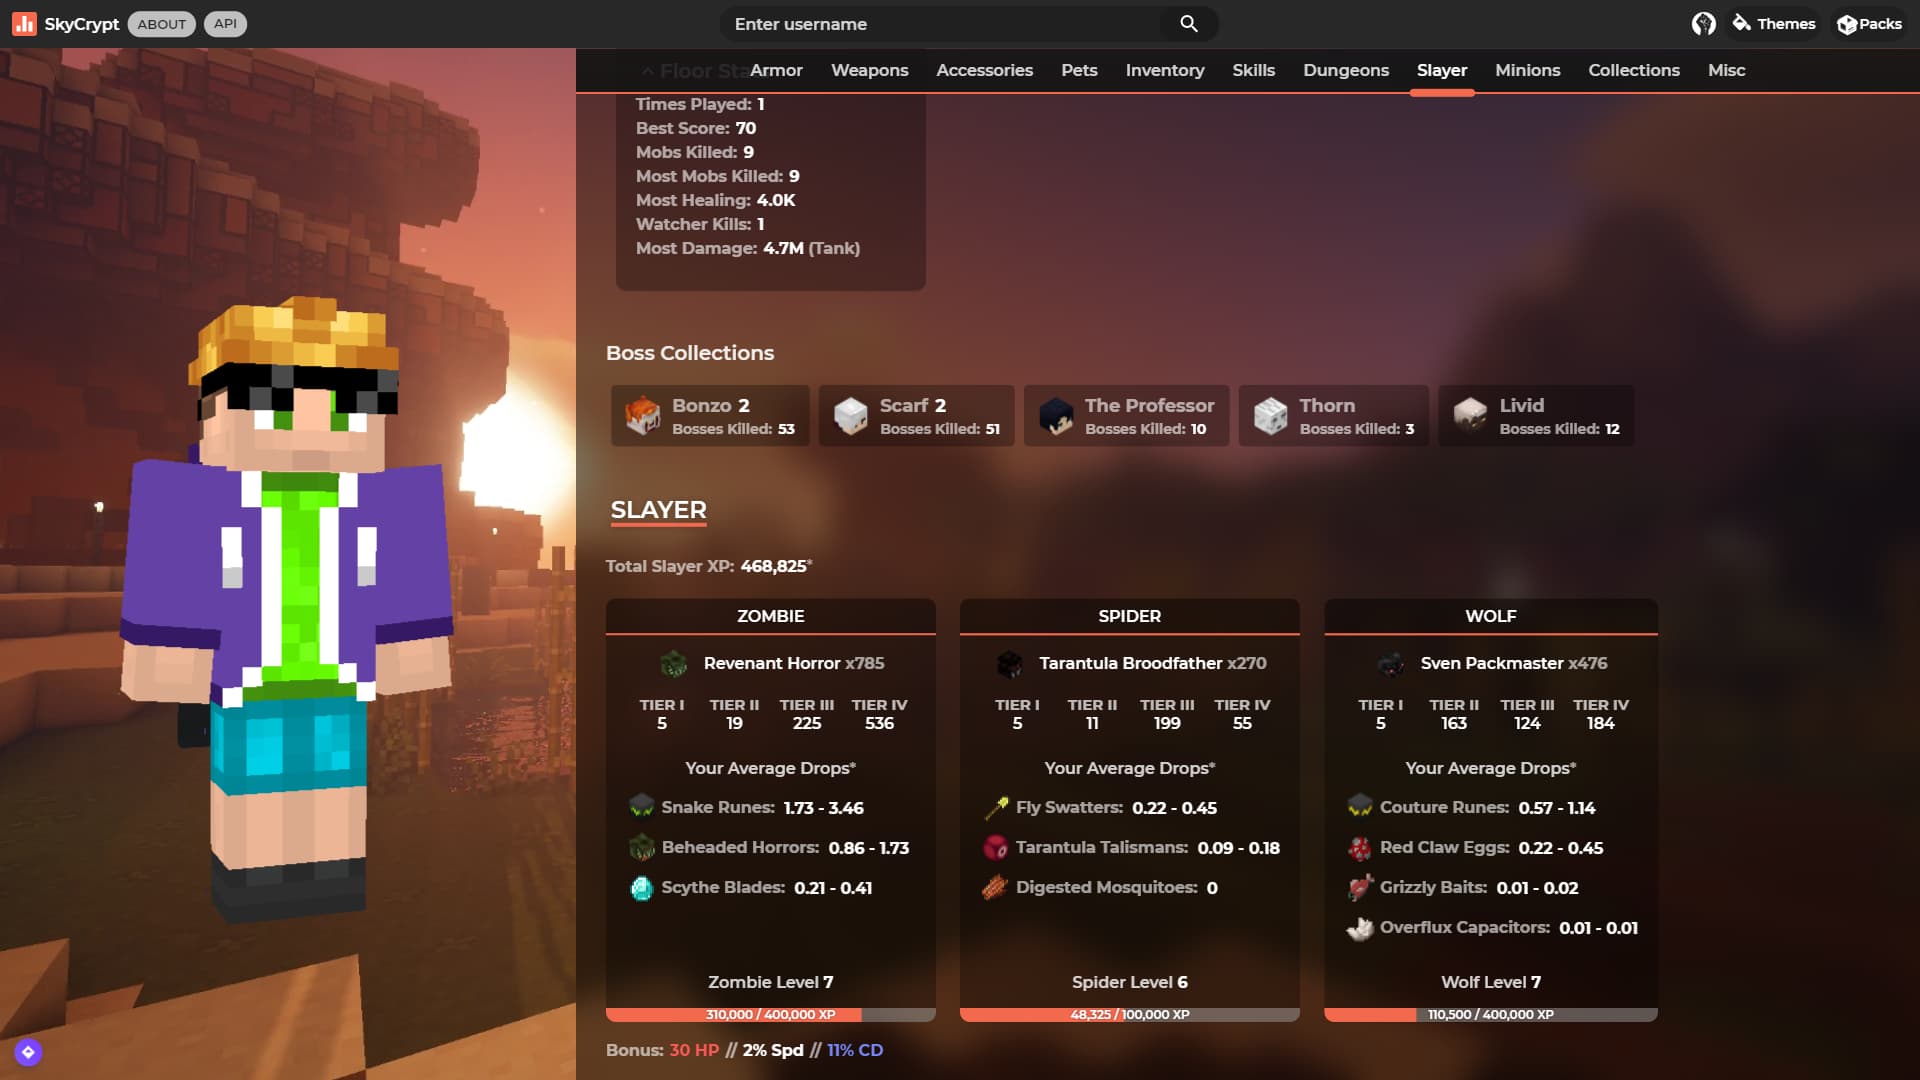 SkyCrypt ABOUT API Enter username Themes Packs
Floor Sta
Armor Weapons Accessories Pets Inventory Skills Dungeons Slayer Minions Collections Misc
Times Played: 1
Best Score: 70
Mobs Killed: 9
Most Mobs Killed: 9
Most Healing: 4.0K
Watcher Kills: 1
Most Damage: 4.7M (Tank)
Boss Collections
Bonzo 2
Bosses Killed: 53
Scarf 2
Bosses Killed: 51
The Professor
Bosses Killed: 10
Thorn
Bosses Killed: 3
Livid
Bosses Killed: 12
SLAYER
Total Slayer XP: 468,825*
ZOMBIE
Revenant Horror x785
TIER I TIER II TIER III TIER IV
5 19 225 536
Your Average Drops*
Snake Runes: 1.73 - 3.46
Beheaded Horrors: 0.86 - 1.73
Scythe Blades: 0.21 - 0.41
Zombie Level 7
310,000 / 400,000 XP
SPIDER
Tarantula Broodfather x270
TIER I TIER II TIER III TIER IV
5 11 199 55
Your Average Drops*
Fly Swatters: 0.22 - 0.45
Tarantula Talismans: 0.09 - 0.18
Digested Mosquitoes: 0
Spider Level 6
48,325 / 100,000 XP
WOLF
Sven Packmaster x476
TIER I TIER II TIER III TIER IV
5 163 124 184
Your Average Drops*
Couture Runes: 0.57 - 1.14
Red Claw Eggs: 0.22 - 0.45
Grizzly Baits: 0.01 - 0.02
Overflux Capacitors: 0.01 - 0.01
Wolf Level 7
110,500 / 400,000 XP
Bonus: 30 HP // 2% Spd // 11% CD